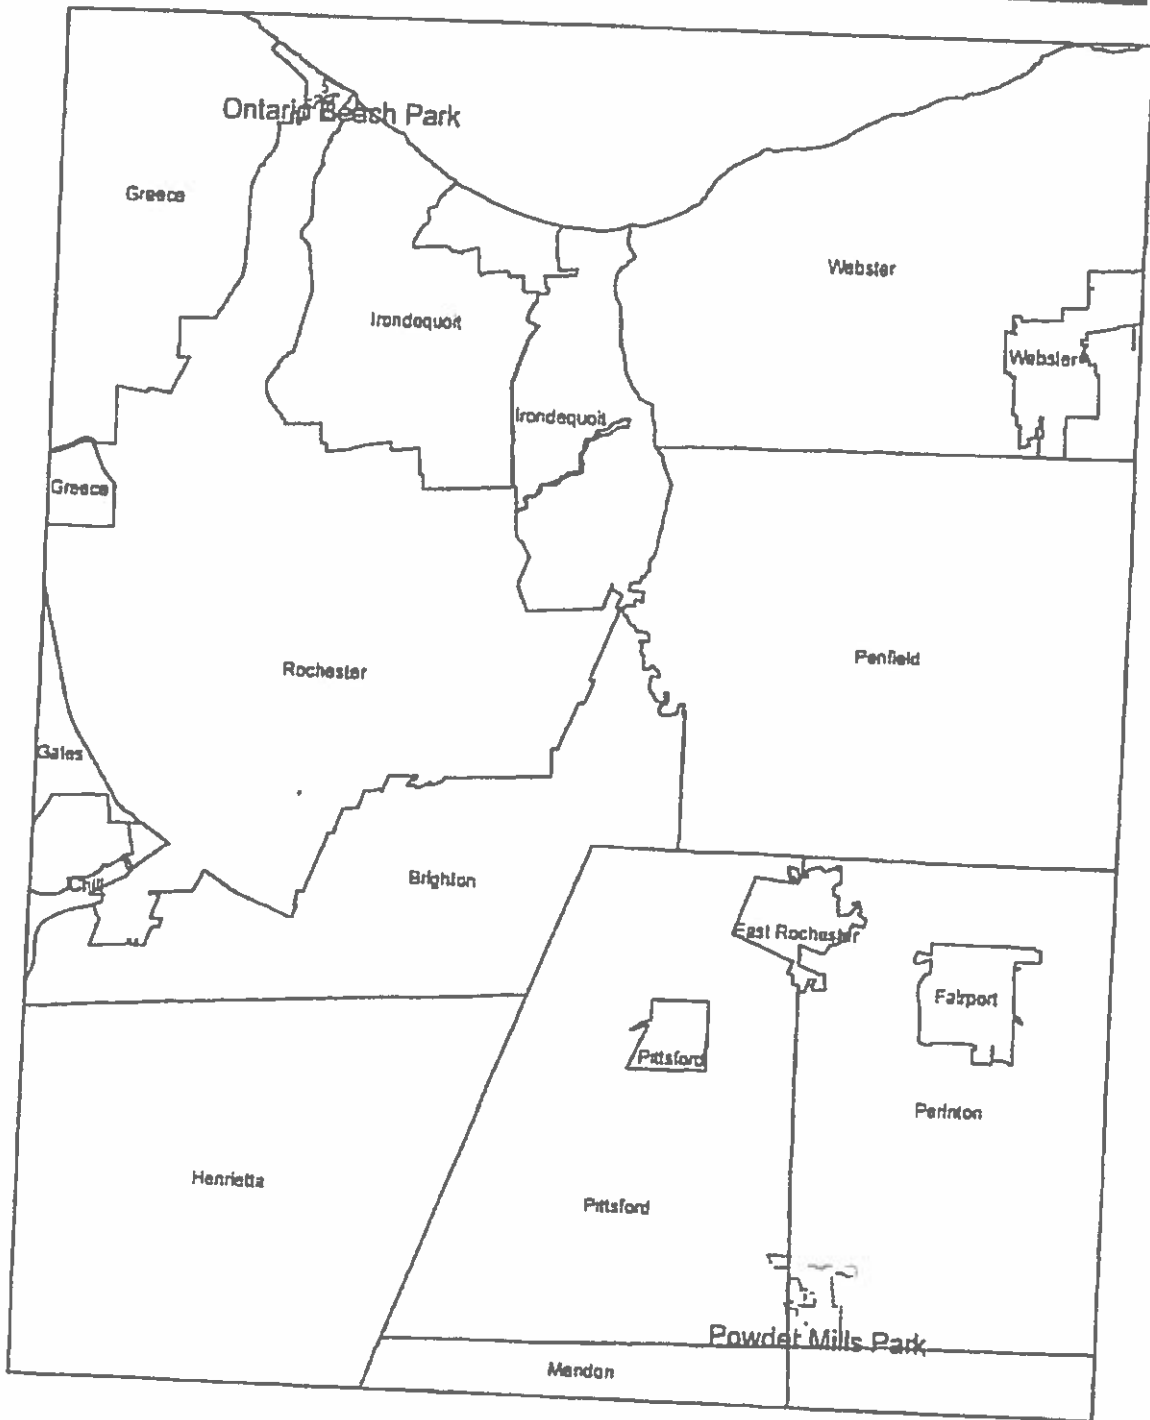 Ontario Beach Park
Greece
Webster
Irondequoit
Webster
Irondequoit
Greece
Penfield
Rochester
Gates
Brighton
Chili
East Rochester
Fairport
Pittsford
Perinton
Henrietta
Pittsford
Powder Mills Park
Mendon